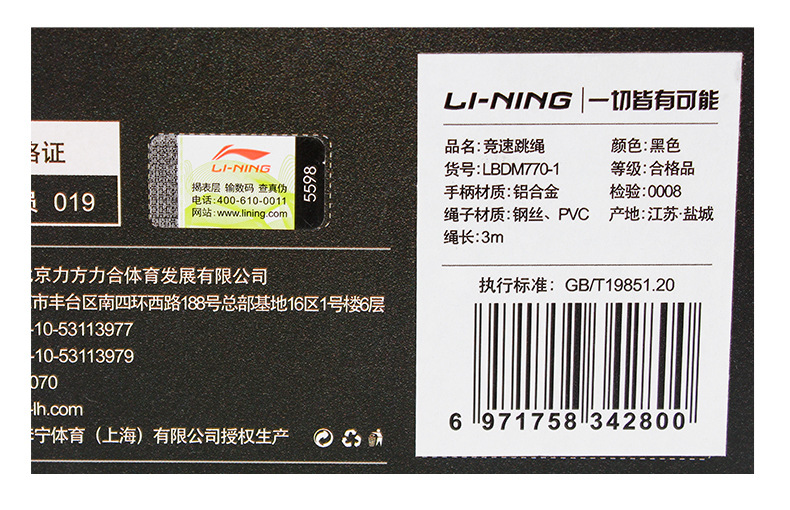 格证
员 019
LI-NING
揭表层 输数码 查真伪
电话:400-610-0011
网站:www.lining.com
5598
北京力方力合体育发展有限公司
市丰台区南四环西路188号总部基地16区1号楼6层
-10-53113977
-10-53113979
070
-lh.com
宁体育（上海）有限公司授权生产
LI-NING 一切皆有可能
品名: 竞速跳绳 颜色: 黑色
货号: LBDM770-1 等级: 合格品
手柄材质: 铝合金 检验: 0008
绳子材质: 钢丝、PVC 产地: 江苏·盐城
绳长: 3m
执行标准: GB/T19851.20
6 971758 342800